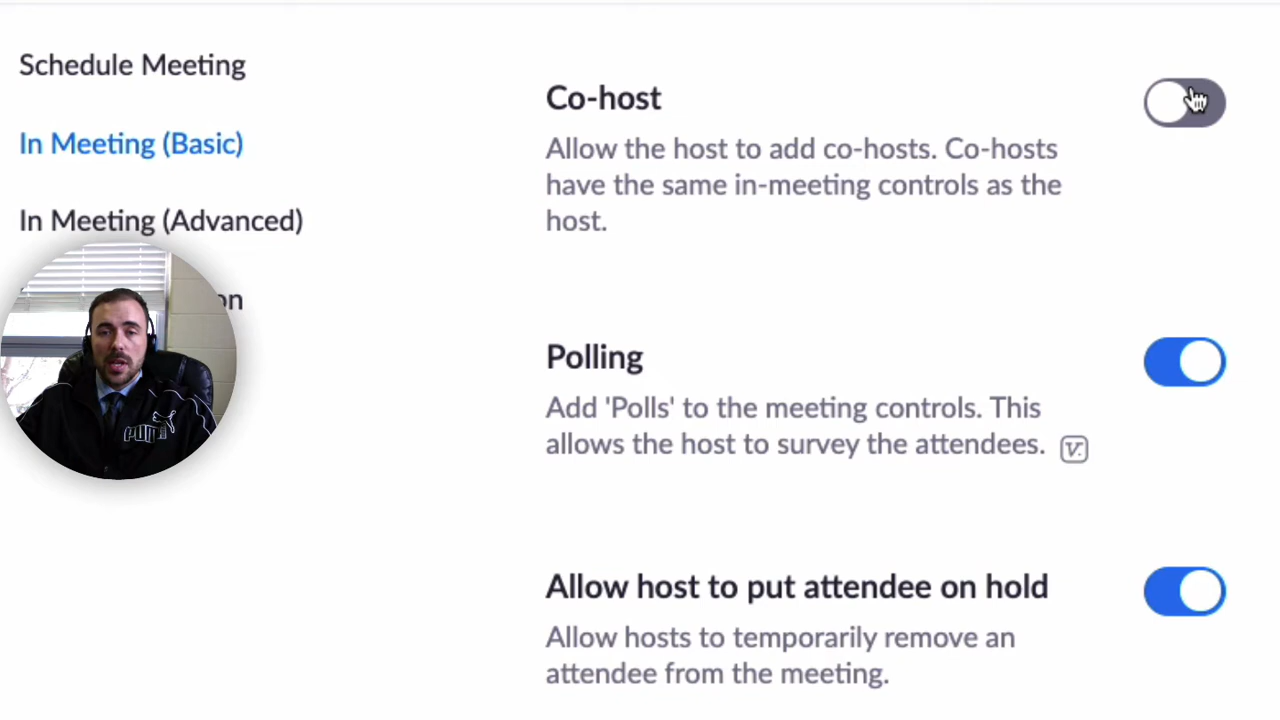 Schedule Meeting
In Meeting (Basic)
In Meeting (Advanced)
on
Co-host
Allow the host to add co-hosts. Co-hosts
have the same in-meeting controls as the
host.
Polling
Add 'Polls' to the meeting controls. This
allows the host to survey the attendees.
Allow host to put attendee on hold
Allow hosts to temporarily remove an
attendee from the meeting.
PUMA